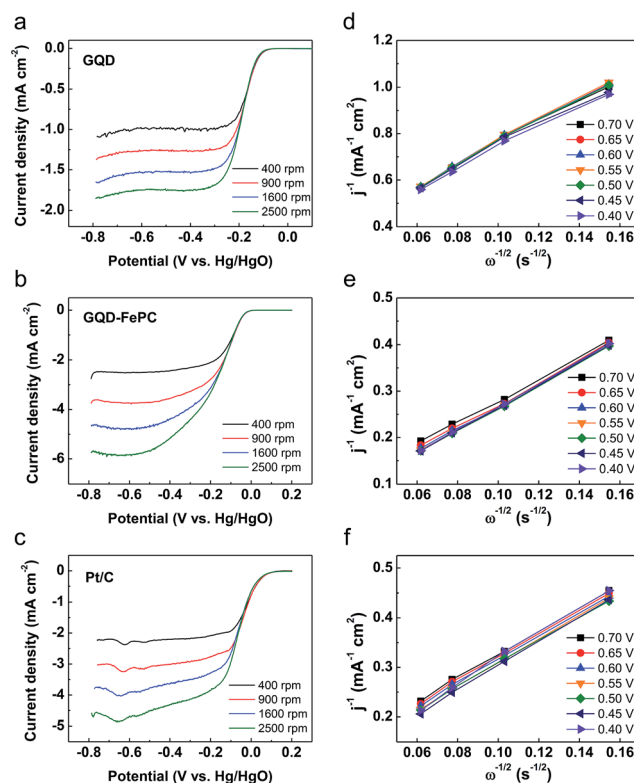 a
GQD
Current density (mA cm⁻²)
0.0
-0.5
-1.0
-1.5
-2.0
400 rpm
900 rpm
1600 rpm
2500 rpm
-0.8 -0.6 -0.4 -0.2 0.0
Potential (V vs. Hg/HgO)
d
j⁻¹ (mA⁻¹ cm²)
1.2
1.0
0.8
0.6
0.4
0.70 V
0.65 V
0.60 V
0.55 V
0.50 V
0.45 V
0.40 V
0.06 0.08 0.10 0.12 0.14 0.16
ω⁻¹/² (s⁻¹/²)
b
GQD-FePC
Current density (mA cm⁻²)
0
-2
-4
-6
400 rpm
900 rpm
1600 rpm
2500 rpm
-0.8 -0.6 -0.4 -0.2 0.0 0.2
Potential (V vs. Hg/HgO)
e
j⁻¹ (mA⁻¹ cm²)
0.5
0.4
0.3
0.2
0.1
0.70 V
0.65 V
0.60 V
0.55 V
0.50 V
0.45 V
0.40 V
0.06 0.08 0.10 0.12 0.14 0.16
ω⁻¹/² (s⁻¹/²)
c
Pt/C
Current density (mA cm⁻²)
0
-1
-2
-3
-4
-5
400 rpm
900 rpm
1600 rpm
2500 rpm
-0.8 -0.6 -0.4 -0.2 0.0 0.2
Potential (V vs. Hg/HgO)
f
j⁻¹ (mA⁻¹ cm²)
0.5
0.4
0.3
0.2
0.70 V
0.65 V
0.60 V
0.55 V
0.50 V
0.45 V
0.40 V
0.06 0.08 0.10 0.12 0.14 0.16
ω⁻¹/² (s⁻¹/²)